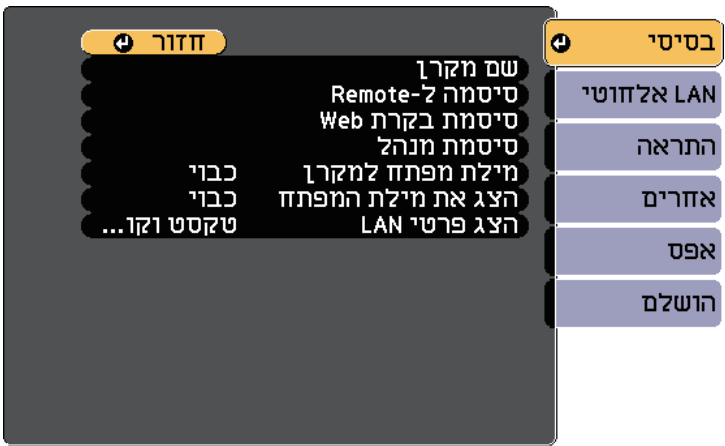 בסיסי
LAN אלחוטי
התראה
אחרים
אפס
הושלם
חזור
שם מקרן
סיסמה ל-Remote
סיסמת בקרת Web
סיסמת מנהל
מילת מפתח למקרן כבוי
הצג את מילת המפתח כבוי
הצג פרטי LAN טקסט וקו...